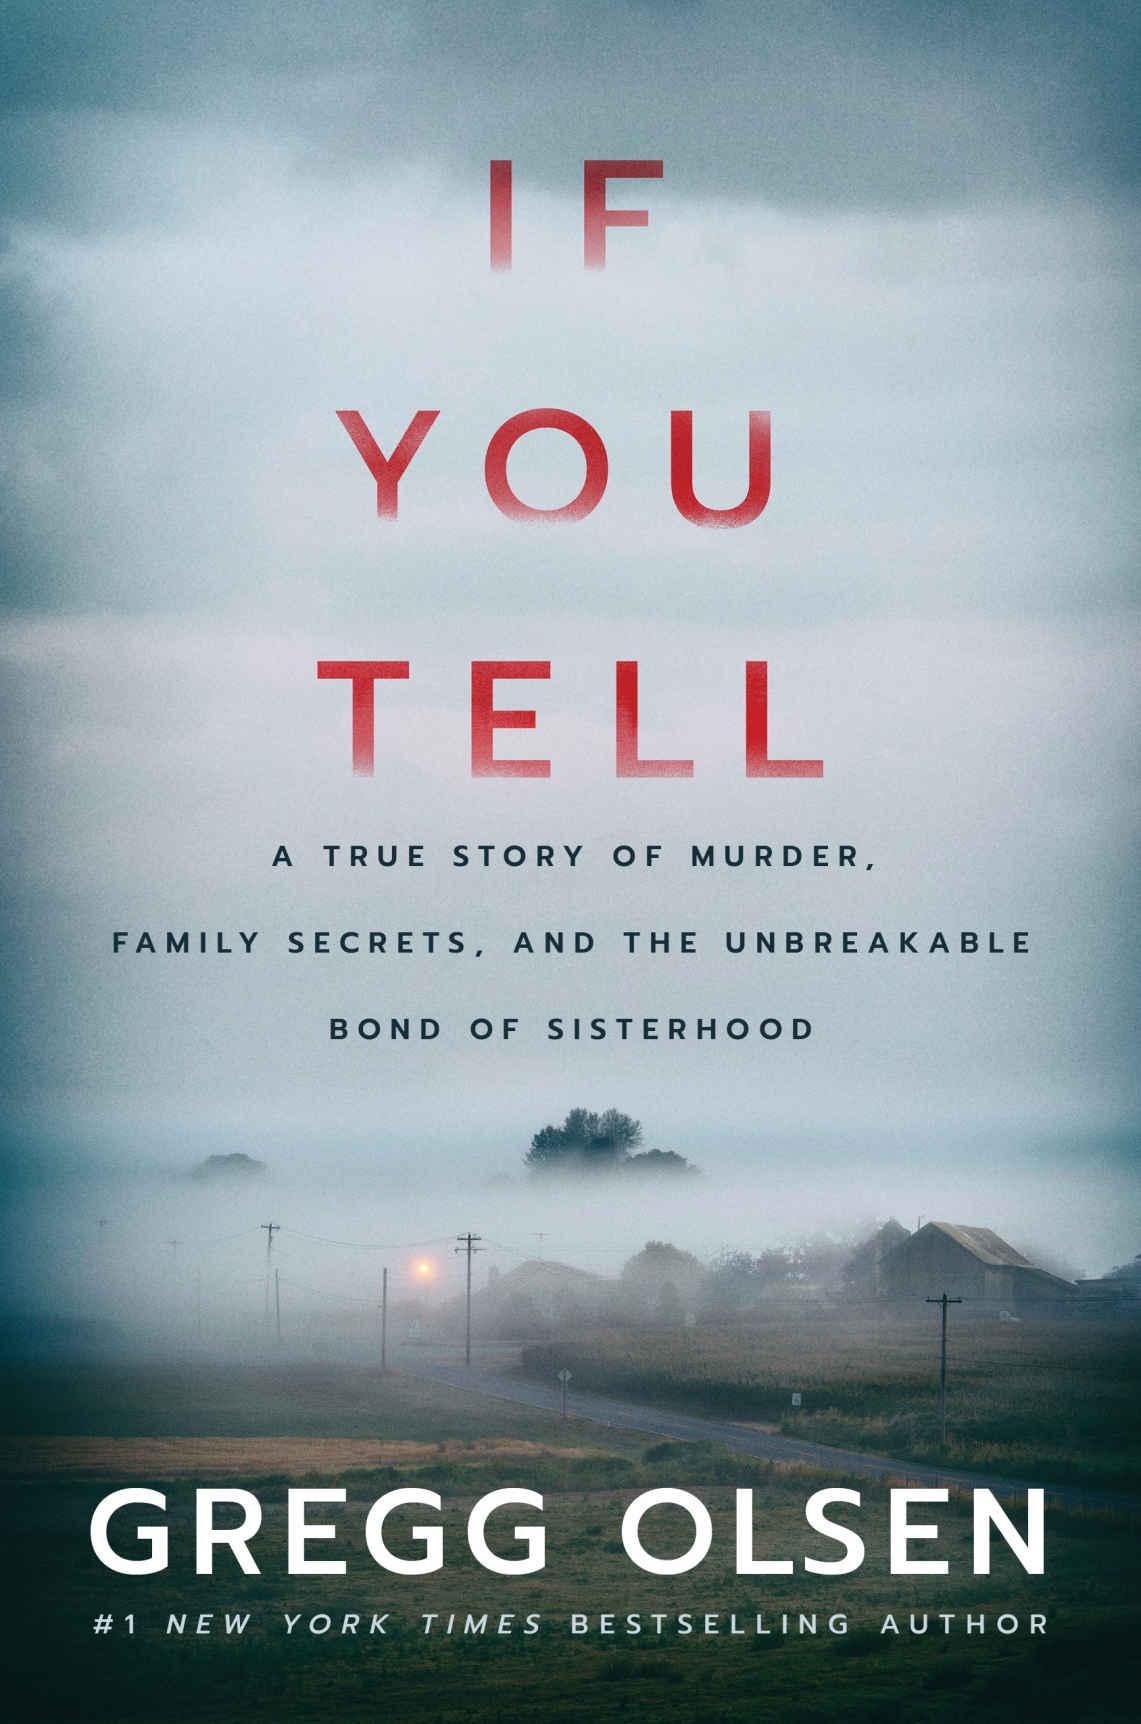 IF
YOU
TELL
A TRUE STORY OF MURDER,
FAMILY SECRETS, AND THE UNBREAKABLE
BOND OF SISTERHOOD
GREGG OLSEN
#1 NEW YORK TIMES BESTSELLING AUTHOR